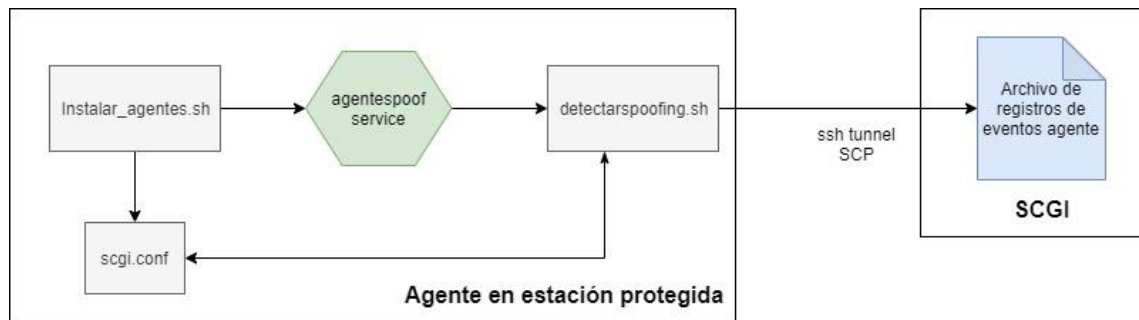 Instalar_agentes.sh
agentespoof
service
detectarspoofing.sh
ssh tunnel
SCP
Archivo de
registros de
eventos agente
SCGI
scgi.conf
Agente en estación protegida